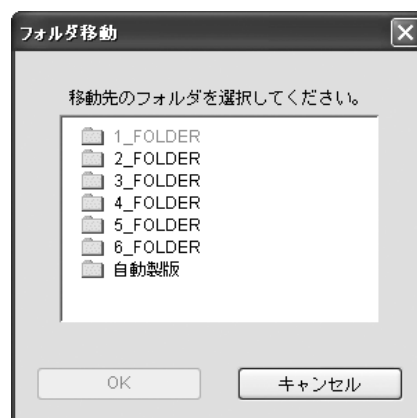 フォルダ移動
移動先のフォルダを選択してください。
1_FOLDER
2_FOLDER
3_FOLDER
4_FOLDER
5_FOLDER
6_FOLDER
自動製版
OK
キャンセル